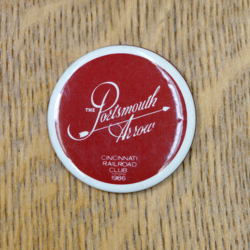 THE
Portsmouth
Arrow
CINCINNATI
RAILROAD
CLUB
1986